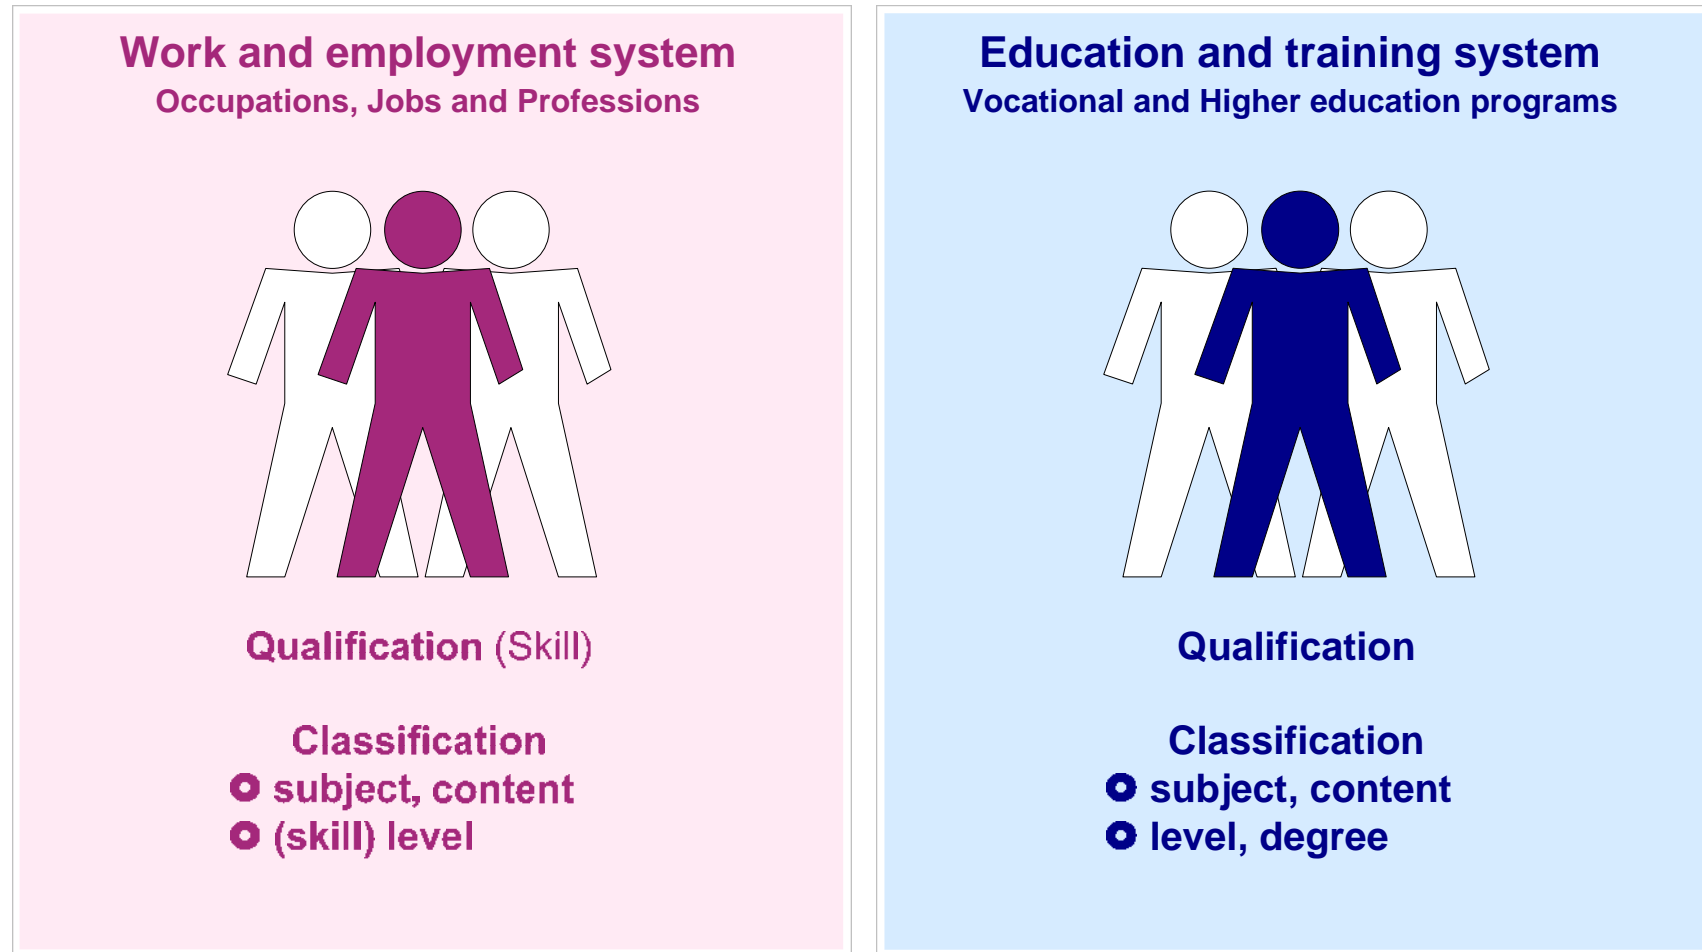 Work and employment system
Occupations, Jobs and Professions
Qualification (Skill)
Classification
subject, content
(skill) level
Education and training system
Vocational and Higher education programs
Qualification
Classification
subject, content
level, degree